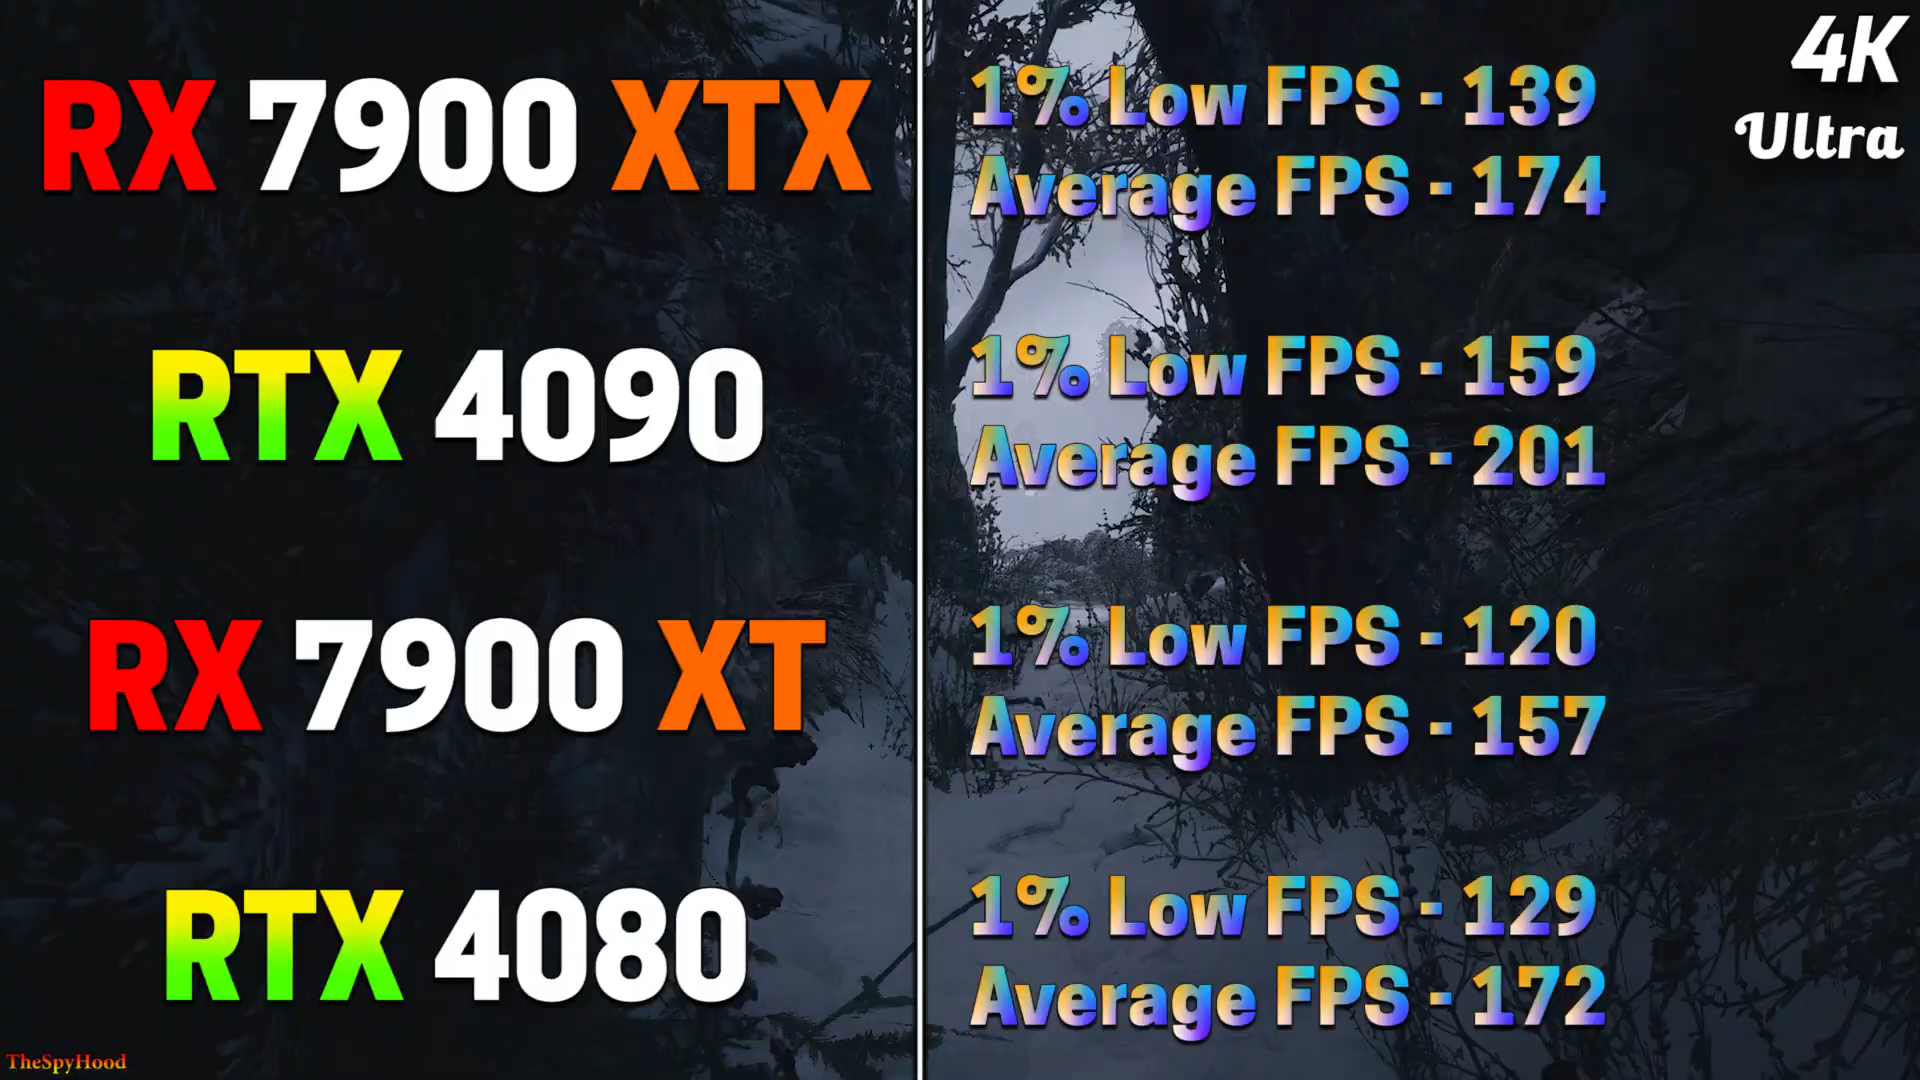 RX 7900 XTX
1% Low FPS - 139
Average FPS - 174
4K
Ultra
RTX 4090
1% Low FPS - 159
Average FPS - 201
RX 7900 XT
1% Low FPS - 120
Average FPS - 157
RTX 4080
1% Low FPS - 129
Average FPS - 172
TheSpyHood